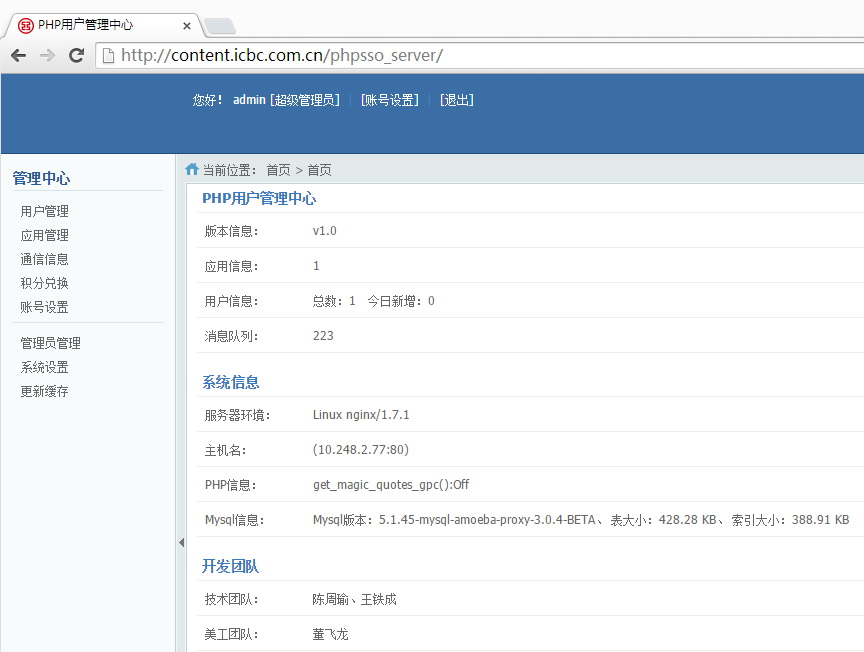 PHP用户管理中心
http://content.icbc.com.cn/phpsso_server/
您好！ admin [超级管理员] | [账号设置] | [退出]
管理中心
用户管理
应用管理
通信信息
积分兑换
账号设置
管理员管理
系统设置
更新缓存
当前位置： 首页 > 首页
PHP用户管理中心
版本信息： v1.0
应用信息： 1
用户信息： 总数：1 今日新增：0
消息队列： 223
系统信息
服务器环境： Linux nginx/1.7.1
主机名： (10.248.2.77:80)
PHP信息： get_magic_quotes_gpc():Off
Mysql信息： Mysql版本：5.1.45-mysql-amoeba-proxy-3.0.4-BETA、 表大小：428.28 KB、 索引大小：388.91 KB
开发团队
技术团队： 陈周瑜、王铁成
美工团队： 董飞龙